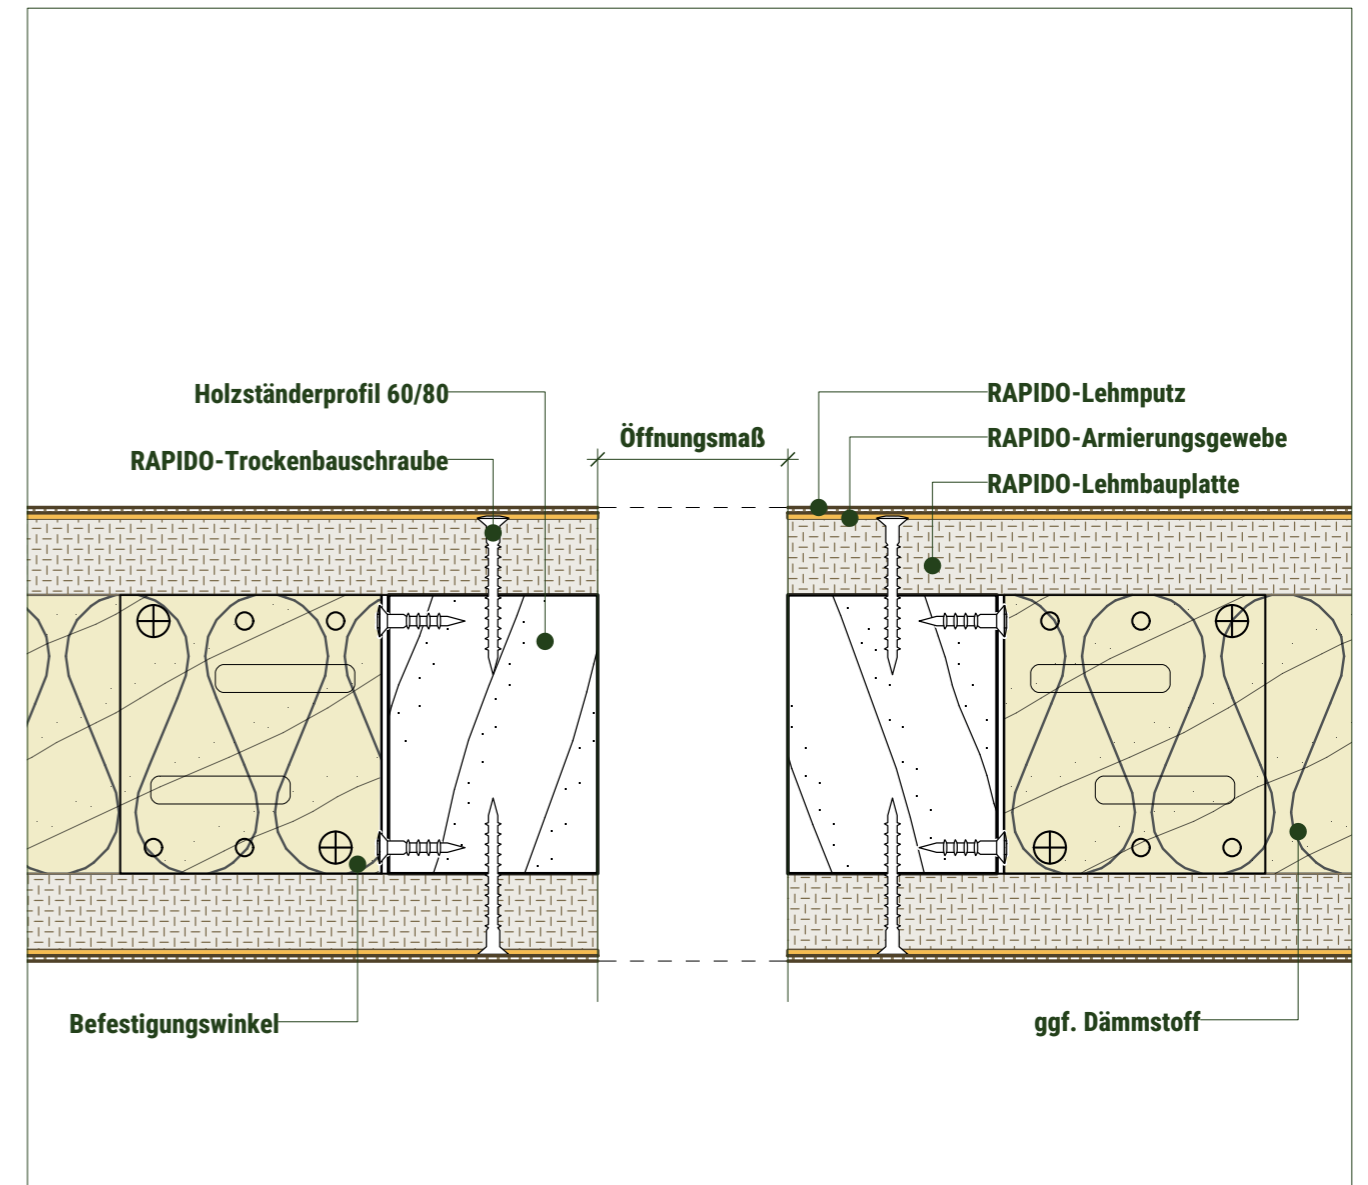 Holzständerprofil 60/80
RAPIDO-Trockenbauschraube
Öffnungsmaß
RAPIDO-Lehmputz
RAPIDO-Armierungsgewebe
RAPIDO-Lehmbauplatte
Befestigungswinkel
ggf. Dämmstoff